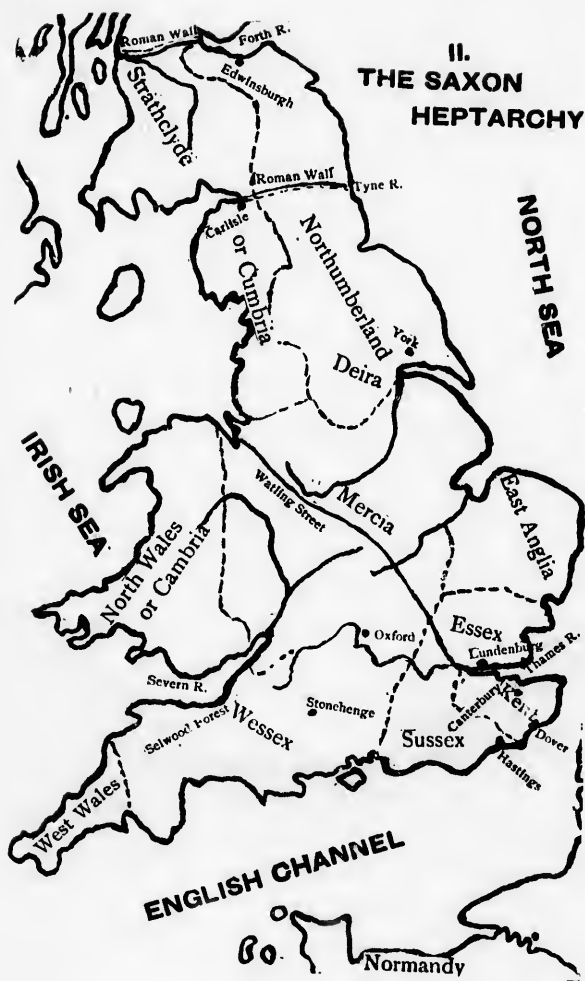 II.
THE SAXON
HEPTARCHY
Roman Wall
Forth R.
Edwinsburgh
Strathclyde
Roman Wall
Tyne R.
Carlisle
or Cumbria
Northumberland
NORTH SEA
York
Deira
IRISH SEA
Watling Street
Mercia
East Anglia
North Wales
or Cambria
Essex
Lundenburg
Thames R.
Oxford
Severn R.
Canterbury
Kent
Selwood Forest
Wessex
Stonehenge
Sussex
Dover
Hastings
West Wales
ENGLISH CHANNEL
Normandy